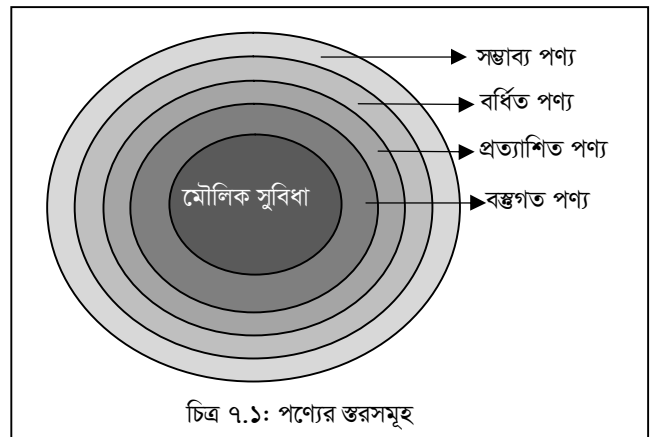 সম্ভাব্য পণ্য
বর্ধিত পণ্য
প্রত্যাশিত পণ্য
মৌলিক সুবিধা
বস্তুগত পণ্য
চিত্র ৭.১: পণ্যের স্তরসমূহ